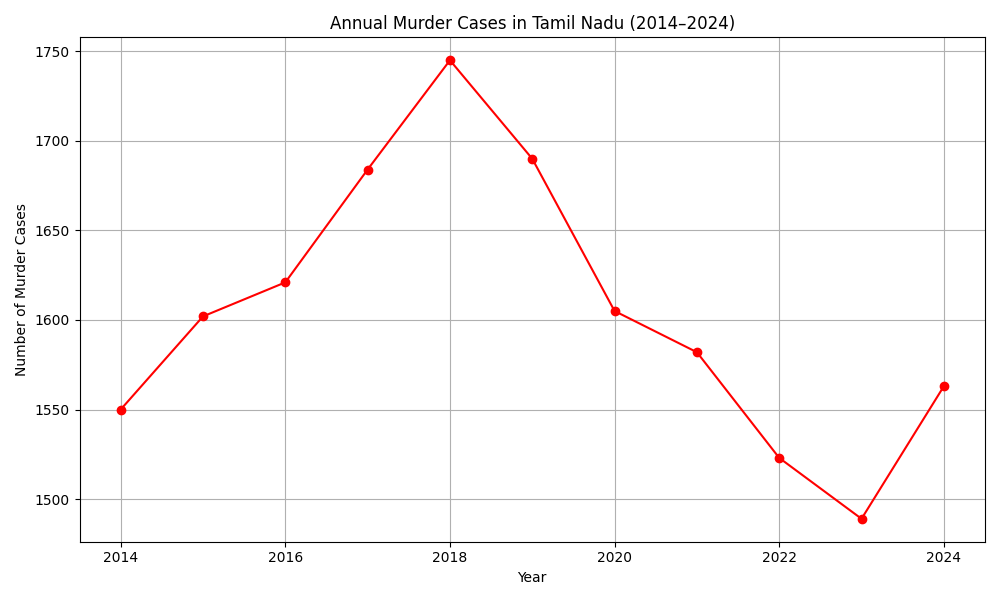 Annual Murder Cases in Tamil Nadu (2014–2024)
Number of Murder Cases
1750
1700
1650
1600
1550
1500
2014 2016 2018 2020 2022 2024
Year